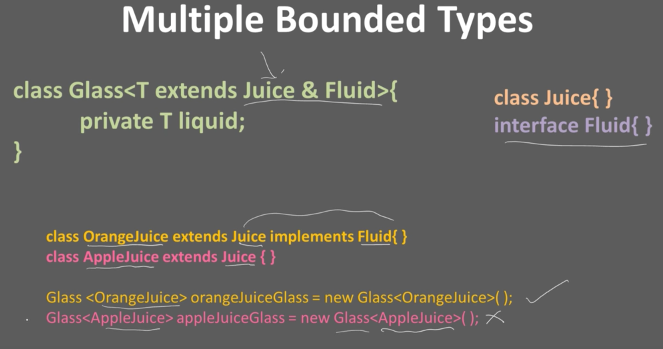 Multiple Bounded Types
class Glass<T extends Juice & Fluid>{
private T liquid;
}
class Juice{ }
interface Fluid{ }
class OrangeJuice extends Juice implements Fluid{ }
class AppleJuice extends Juice { }
Glass <OrangeJuice> orangeJuiceGlass = new Glass<OrangeJuice>( );
Glass<AppleJuice> appleJuiceGlass = new Glass<AppleJuice>( );